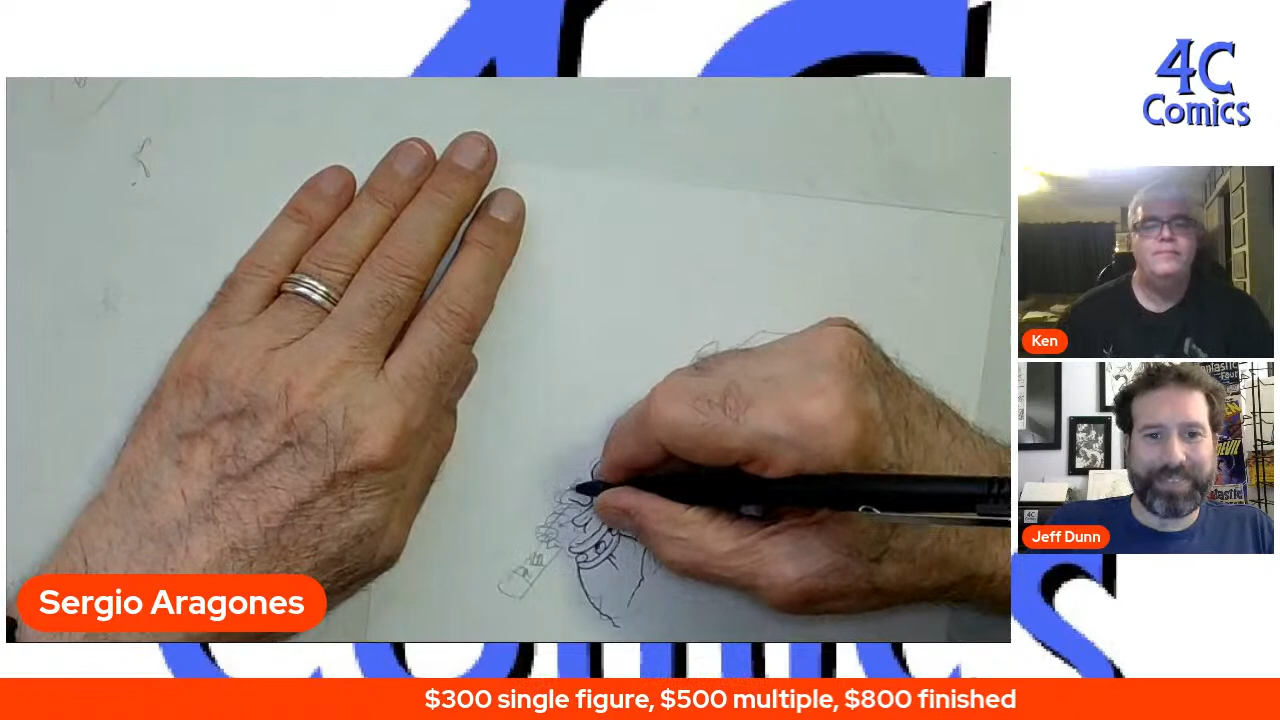 4C
Comics
Ken
Jeff Dunn
Sergio Aragones
$300 single figure, $500 multiple, $800 finished